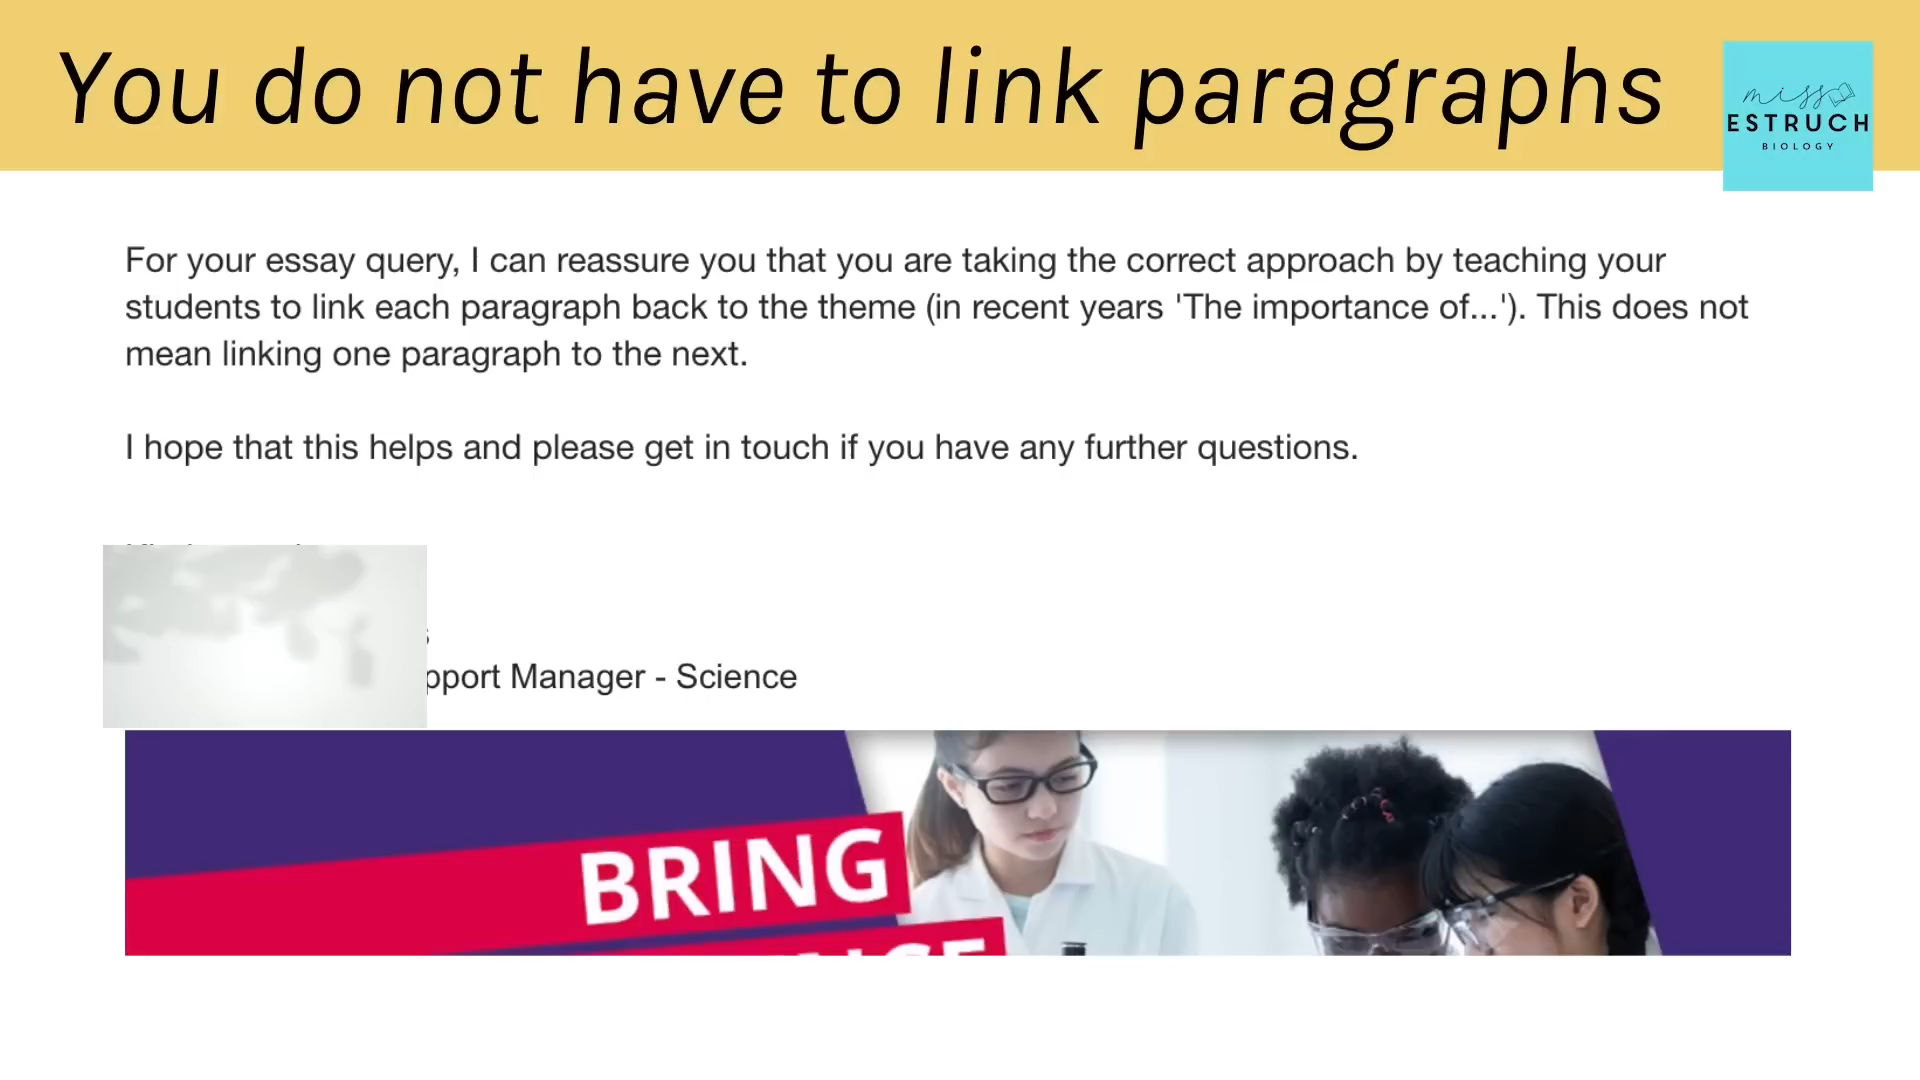 You do not have to link paragraphs
miss
ESTRUCH
BIOLOGY
For your essay query, I can reassure you that you are taking the correct approach by teaching your
students to link each paragraph back to the theme (in recent years 'The importance of...'). This does not
mean linking one paragraph to the next.
I hope that this helps and please get in touch if you have any further questions.
Manager - Science
BRING